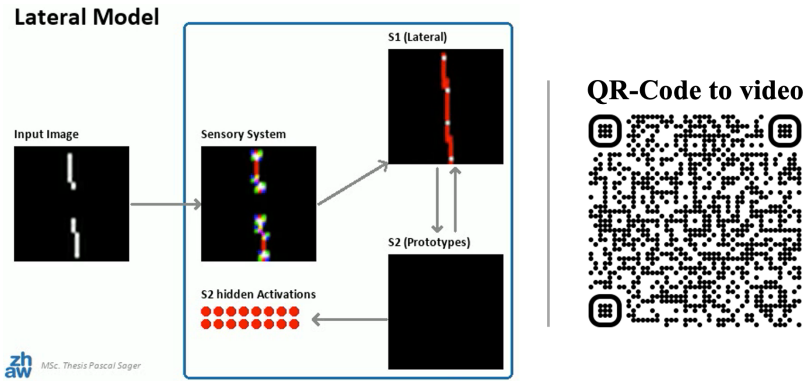 Lateral Model
S1 (Lateral)
Input Image
Sensory System
S2 (Prototypes)
S2 hidden Activations
zh
aw
MSc. Thesis Pascal Sager
QR-Code to video